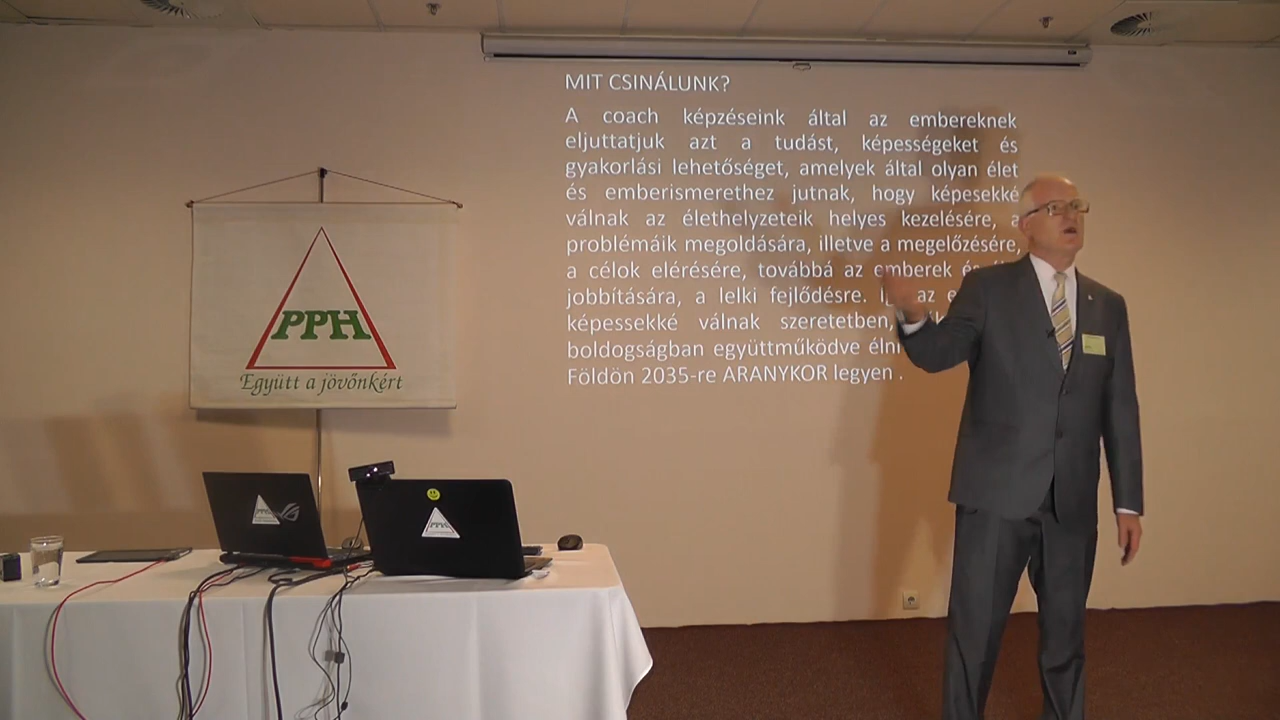 MIT CSINÁLUNK?
A coach képzéseink által az embereknek
eljuttatjuk azt a tudást, képességeket és
gyakorlási lehetőséget, amelyek által olyan élet
és emberismerethez jutnak, hogy képesekké
válnak az élethelyzeteik helyes kezelésére, a
problémáik megoldására, illetve a megelőzésére,
a célok elérésére, továbbá az emberek
jobbítására, a lelki fejlődésre. az
képessekké válnak szeretetben,
boldogságban együttműködve
Földön 2035-re ARANYKOR legyen .
PPH
Együtt a jövőnkért
PPH
PPH